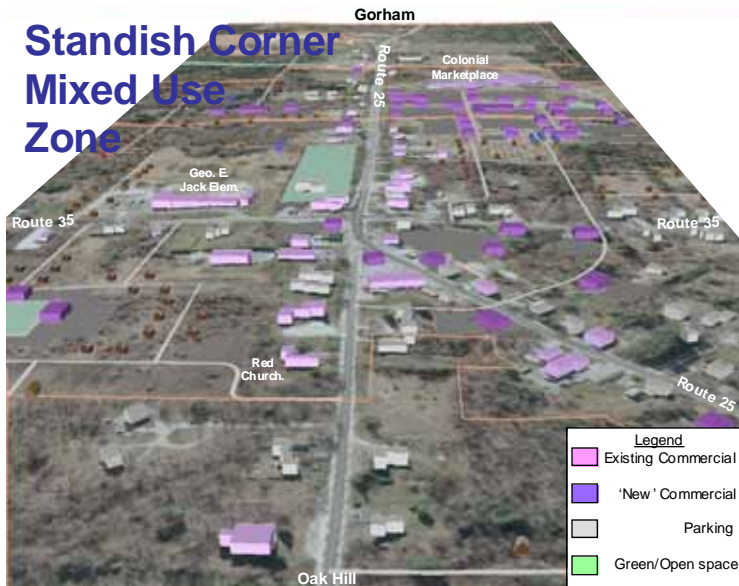 Gorham
Standish Corner
Mixed Use
Zone
Route 25
Colonial
Marketplace
Geo. E.
Jack Elem.
Route 35
Route 35
Red
Church.
Route 25
Oak Hill
Legend
Existing Commercial
'New' Commercial
Parking
Green/Open space